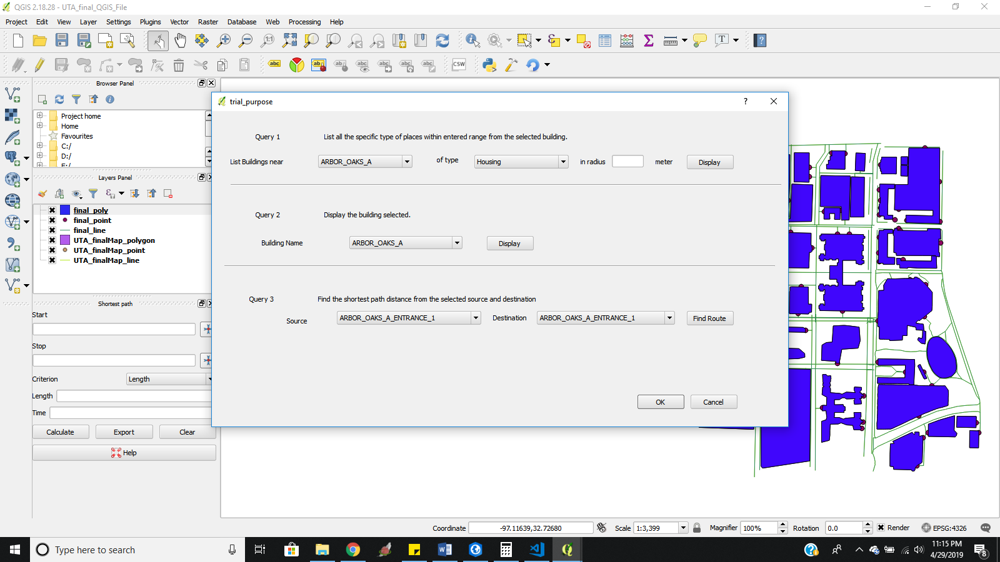 QGIS 2.18.28 - UTA_final_QGIS_File
Project Edit View Layer Settings Plugins Vector Raster Database Web Processing Help
abc
CSW
Browser Panel
Project home
Home
Favourites
C:/
D:/
E:/
Layers Panel
final_poly
final_point
final_line
UTA_finalMap_polygon
UTA_finalMap_point
UTA_finalMap_line
Shortest path
Start
Stop
Criterion Length
Length
Time
Calculate Export Clear
Help
trial_purpose
Query 1 List all the specific type of places within entered range from the selected building.
List Buildings near ARBOR_OAKS_A of type Housing in radius meter Display
Query 2 Display the building selected.
Building Name ARBOR_OAKS_A Display
Query 3 Find the shortest path distance from the selected source and destination
Source ARBOR_OAKS_A_ENTRANCE_1 Destination ARBOR_OAKS_A_ENTRANCE_1 Find Route
OK Cancel
Coordinate -97.11639,32.72680 Scale 1:3,399 Magnifier 100% Rotation 0.0 Render EPSG:4326
Type here to search
11:15 PM
4/29/2019
8